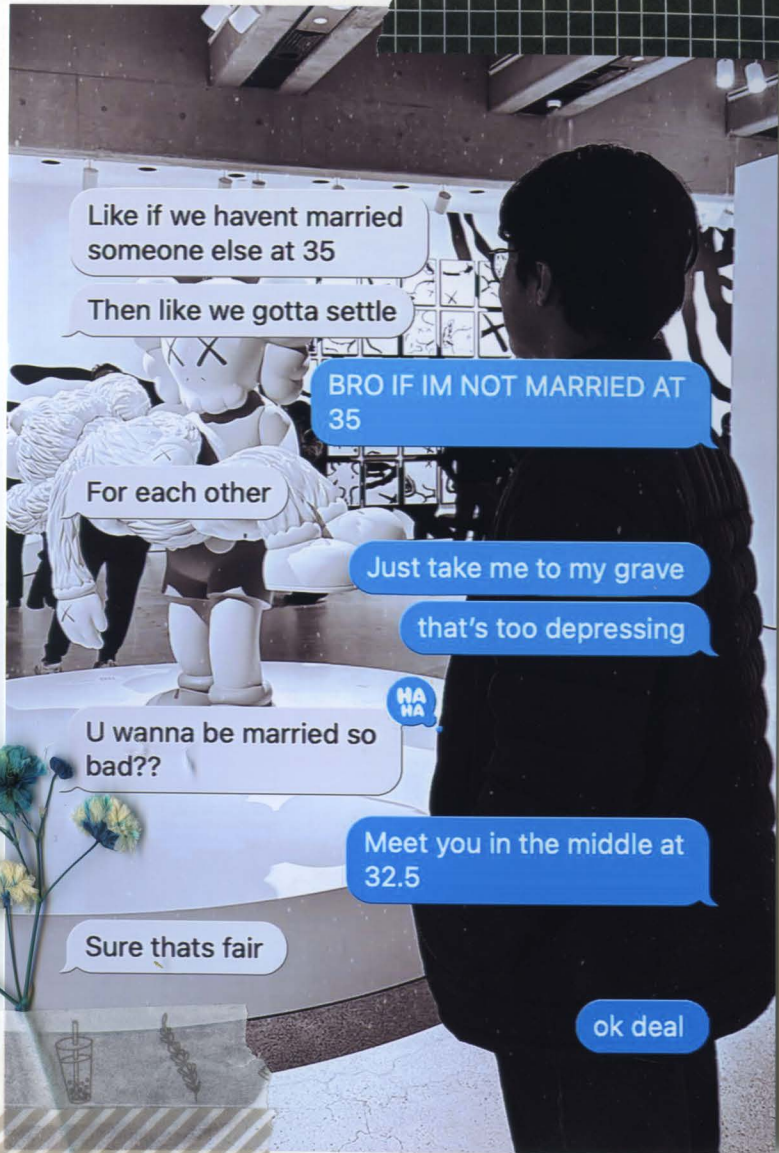 Like if we havent married
someone else at 35
Then like we gotta settle
BRO IF IM NOT MARRIED AT
35
For each other
Just take me to my grave
that's too depressing
HA
HA
U wanna be married so
bad??
Meet you in the middle at
32.5
Sure thats fair
ok deal